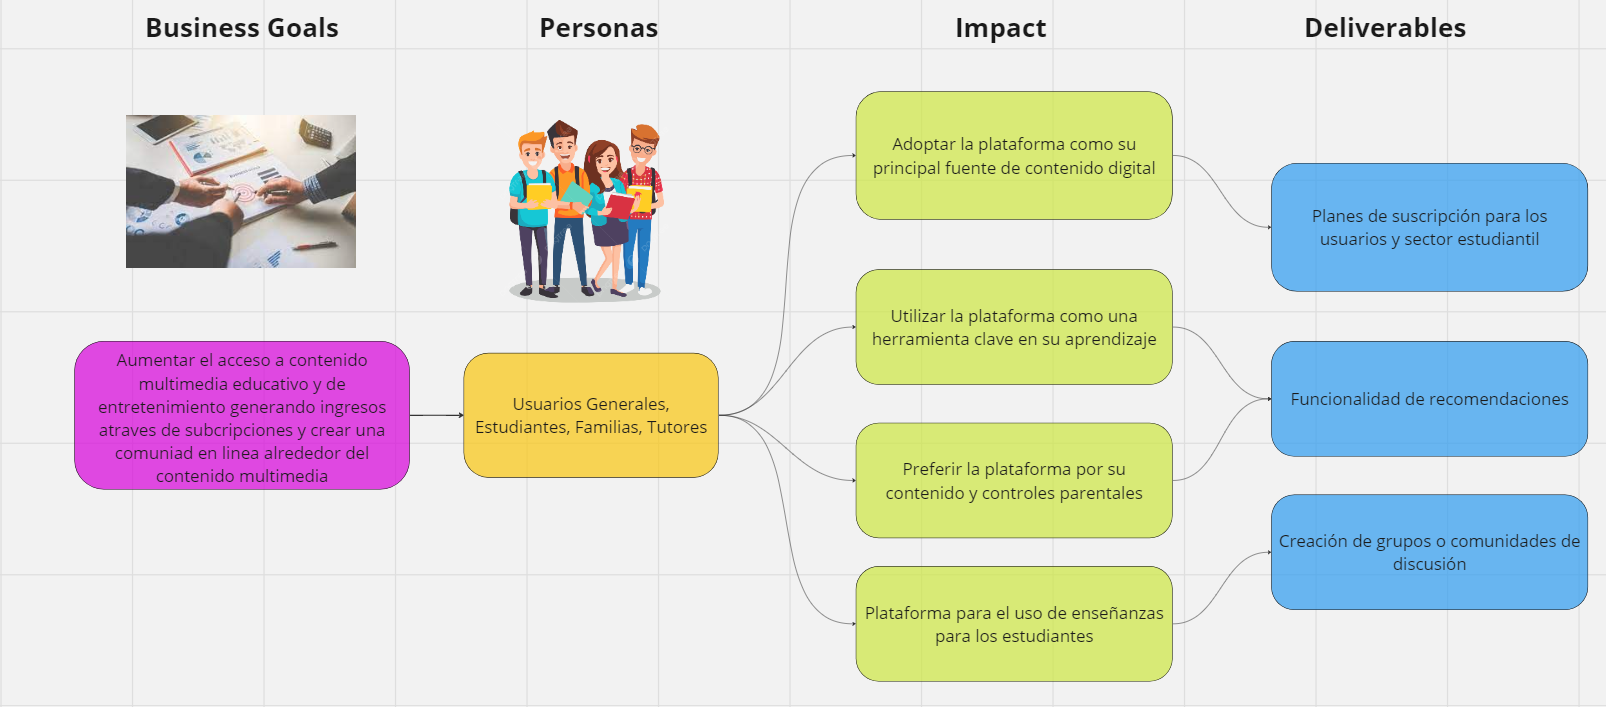 Business Goals
Personas
Impact
Deliverables
Aumentar el acceso a contenido
multimedia educativo y de
entretenimiento generando ingresos
atraves de subcripciones y crear una
comuniad en linea alrededor del
contenido multimedia
Usuarios Generales,
Estudiantes, Familias, Tutores
Adoptar la plataforma como su
principal fuente de contenido digital
Utilizar la plataforma como una
herramienta clave en su aprendizaje
Preferir la plataforma por su
contenido y controles parentales
Plataforma para el uso de enseñanzas
para los estudiantes
Planes de suscripción para los
usuarios y sector estudiantil
Funcionalidad de recomendaciones
Creación de grupos o comunidades de
discusión